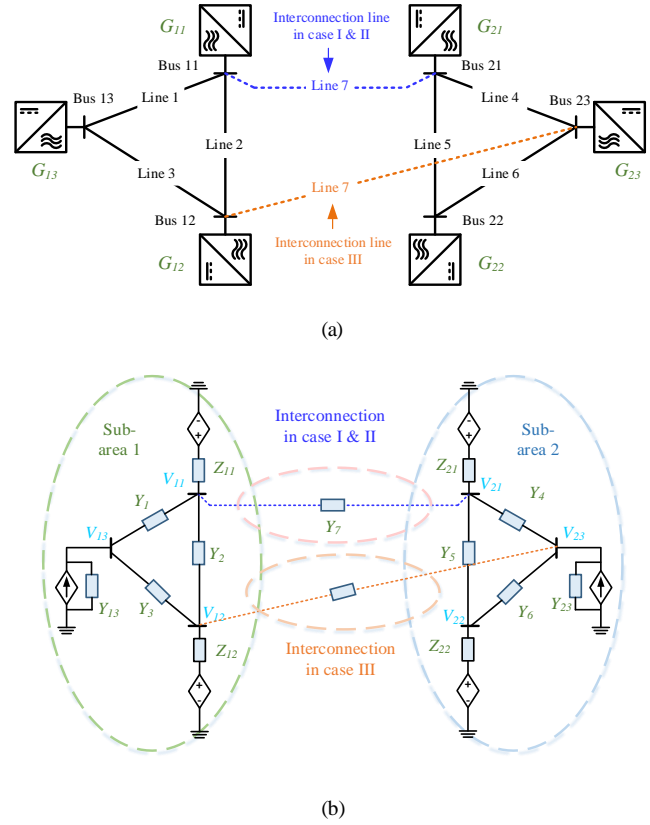 G11
Interconnection line
in case I & II
G21
Bus 11
Bus 21
Bus 13
Line 7
Bus 23
Line 1
Line 4
Line 2
Line 5
G13
Line 3
Line 7
Line 6
G23
Bus 12
Bus 22
G12
Interconnection line
in case III
G22
(a)
Sub-
area 1
Interconnection
in case I & II
Sub-
area 2
Z11
Z21
V11
V21
Y1
Y7
Y4
V13
V23
Y2
Y5
Y13
Y3
V12
V22
Y6
Y23
Z12
Interconnection
in case III
Z22
(b)